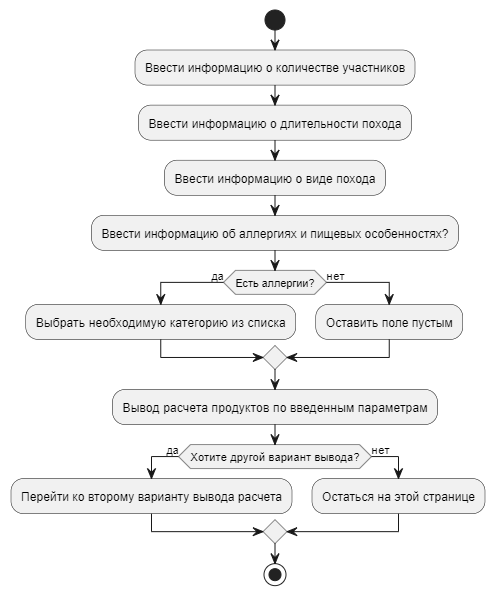 Ввести информацию о количестве участников
Ввести информацию о длительности похода
Ввести информацию о виде похода
Ввести информацию об аллергиях и пищевых особенностях?
да
Есть аллергии?
нет
Выбрать необходимую категорию из списка
Оставить поле пустым
Вывод расчета продуктов по введенным параметрам
да
Хотите другой вариант вывода?
нет
Перейти ко второму варианту вывода расчета
Остаться на этой странице